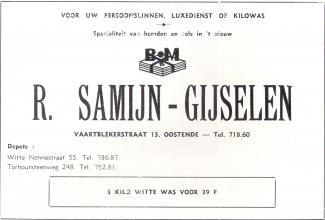 VOOR UW PERSOONSLINNEN, LUXEDIENST OF KILOWAS
Specialiteit van hemden en cols in 't nieuw
B M
R. SAMIJN - GIJSELEN
VAARTBLEKERSTRAAT 13, OOSTENDE — Tel. 718.60
Depots :
Witte Nonnestraat 55. Tel. 736.87
Torhoutsteenweg 248. Tel. 752.81
3 KILO WITTE WAS VOOR 39 F